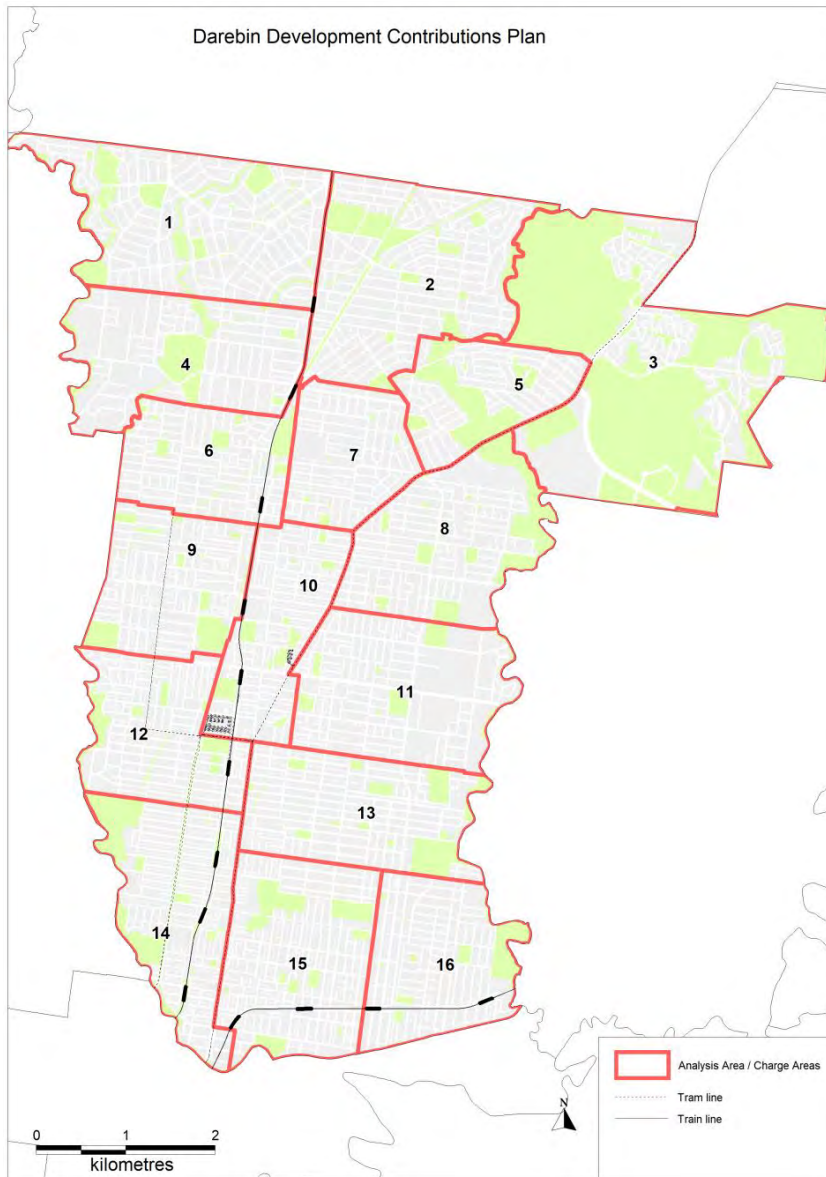 Darebin Development Contributions Plan
1
2
3
4
5
6
7
8
9
10
11
12
13
14
15
16
Analysis Area / Charge Areas
Tram line
Train line
N
0 1 2
kilometres